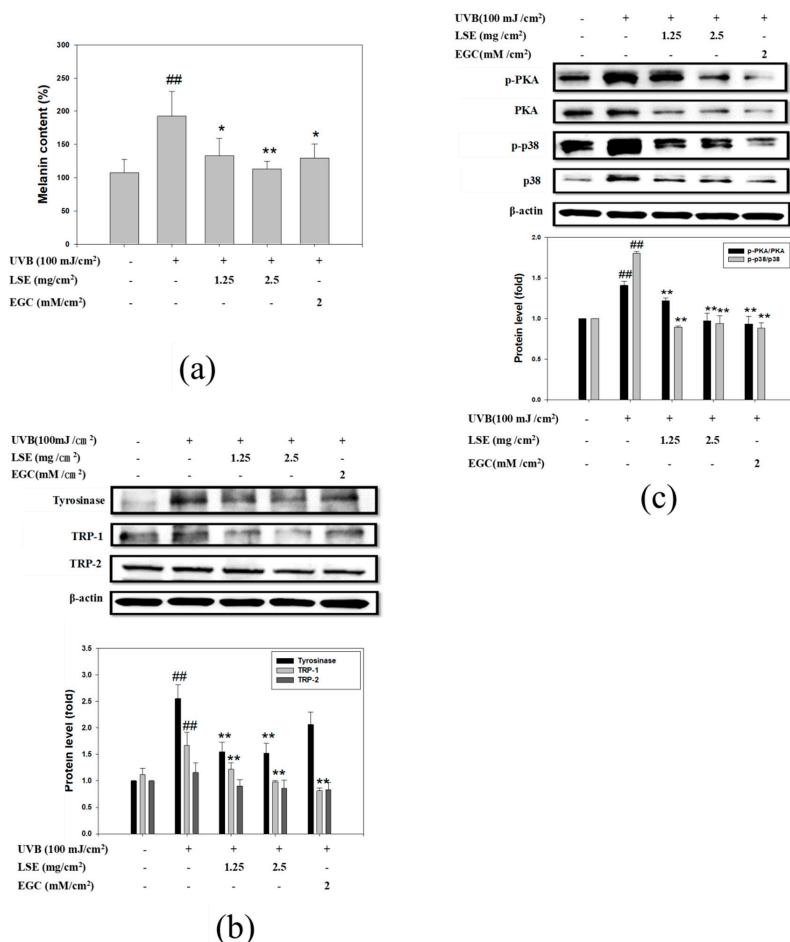 300
250
200
150
100
50
0
Melanin content (%)
##
*
**
*
UVB (100 mJ/cm²) - + + + +
LSE (mg/cm²) - - 1.25 2.5 -
EGC (mM/cm²) - - - - 2
(a)
UVB(100mJ/㎝²) - + + + +
LSE (mg/㎝²) - - 1.25 2.5 -
EGC(mM/㎝²) - - - - 2
Tyrosinase
TRP-1
TRP-2
β-actin
3.5
3.0
2.5
2.0
1.5
1.0
0.5
0.0
Protein level (fold)
Tyrosinase
TRP-1
TRP-2
##
##
**
**
**
**
**
UVB (100 mJ/cm²) - + + + +
LSE (mg/cm²) - - 1.25 2.5 -
EGC (mM/cm²) - - - - 2
(b)
UVB(100 mJ/cm²) - + + + +
LSE (mg/cm²) - - 1.25 2.5 -
EGC(mM/cm²) - - - - 2
p-PKA
PKA
p-p38
p38
β-actin
2.0
1.5
1.0
0.5
0.0
Protein level (fold)
p-PKA/PKA
p-p38/p38
##
##
**
**
**
**
**
**
UVB(100 mJ/cm²) - + + + +
LSE (mg/cm²) - - 1.25 2.5 -
EGC(mM/cm²) - - - - 2
(c)